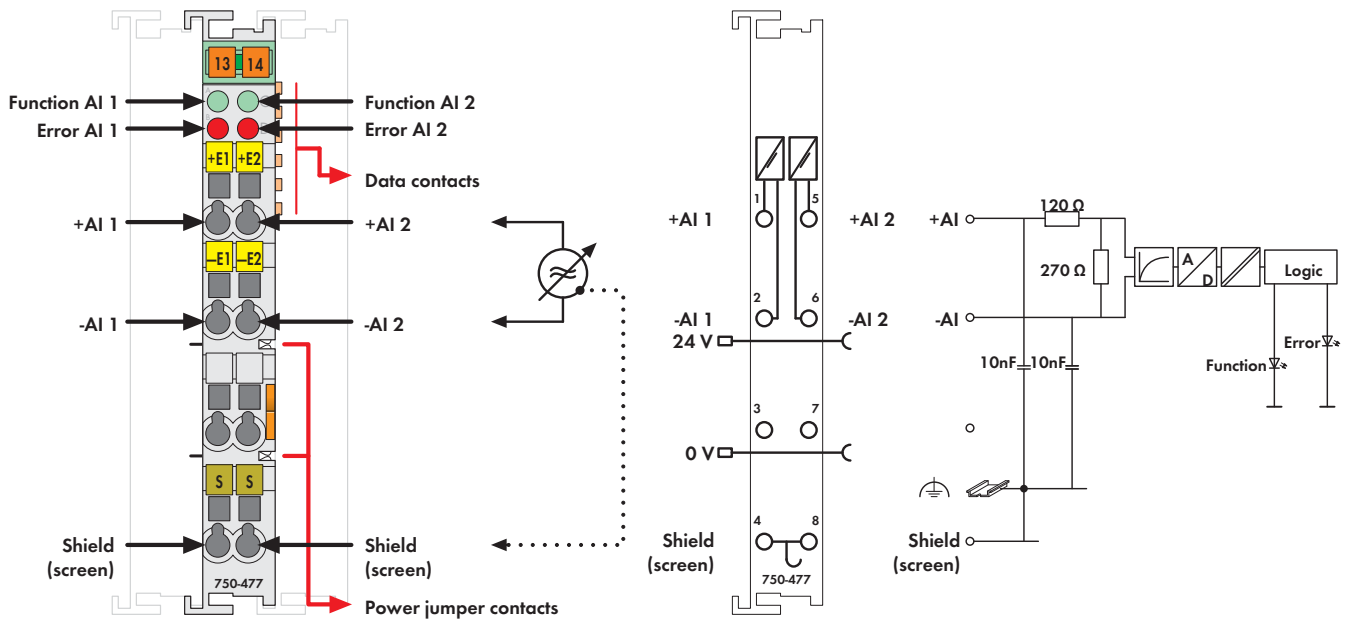 13 14
Function AI 1
Function AI 2
Error AI 1
Error AI 2
+E1 +E2
Data contacts
+AI 1
+AI 2
–E1 –E2
-AI 1
-AI 2
S S
Shield
(screen)
Shield
(screen)
750-477
Power jumper contacts
1 5
+AI 1
+AI 2
2 6
-AI 1
-AI 2
24 V
3 7
0 V
4 8
Shield
(screen)
750-477
+AI
120 Ω
270 Ω
A
D
Logic
-AI
10nF 10nF
Function
Error
Shield
(screen)